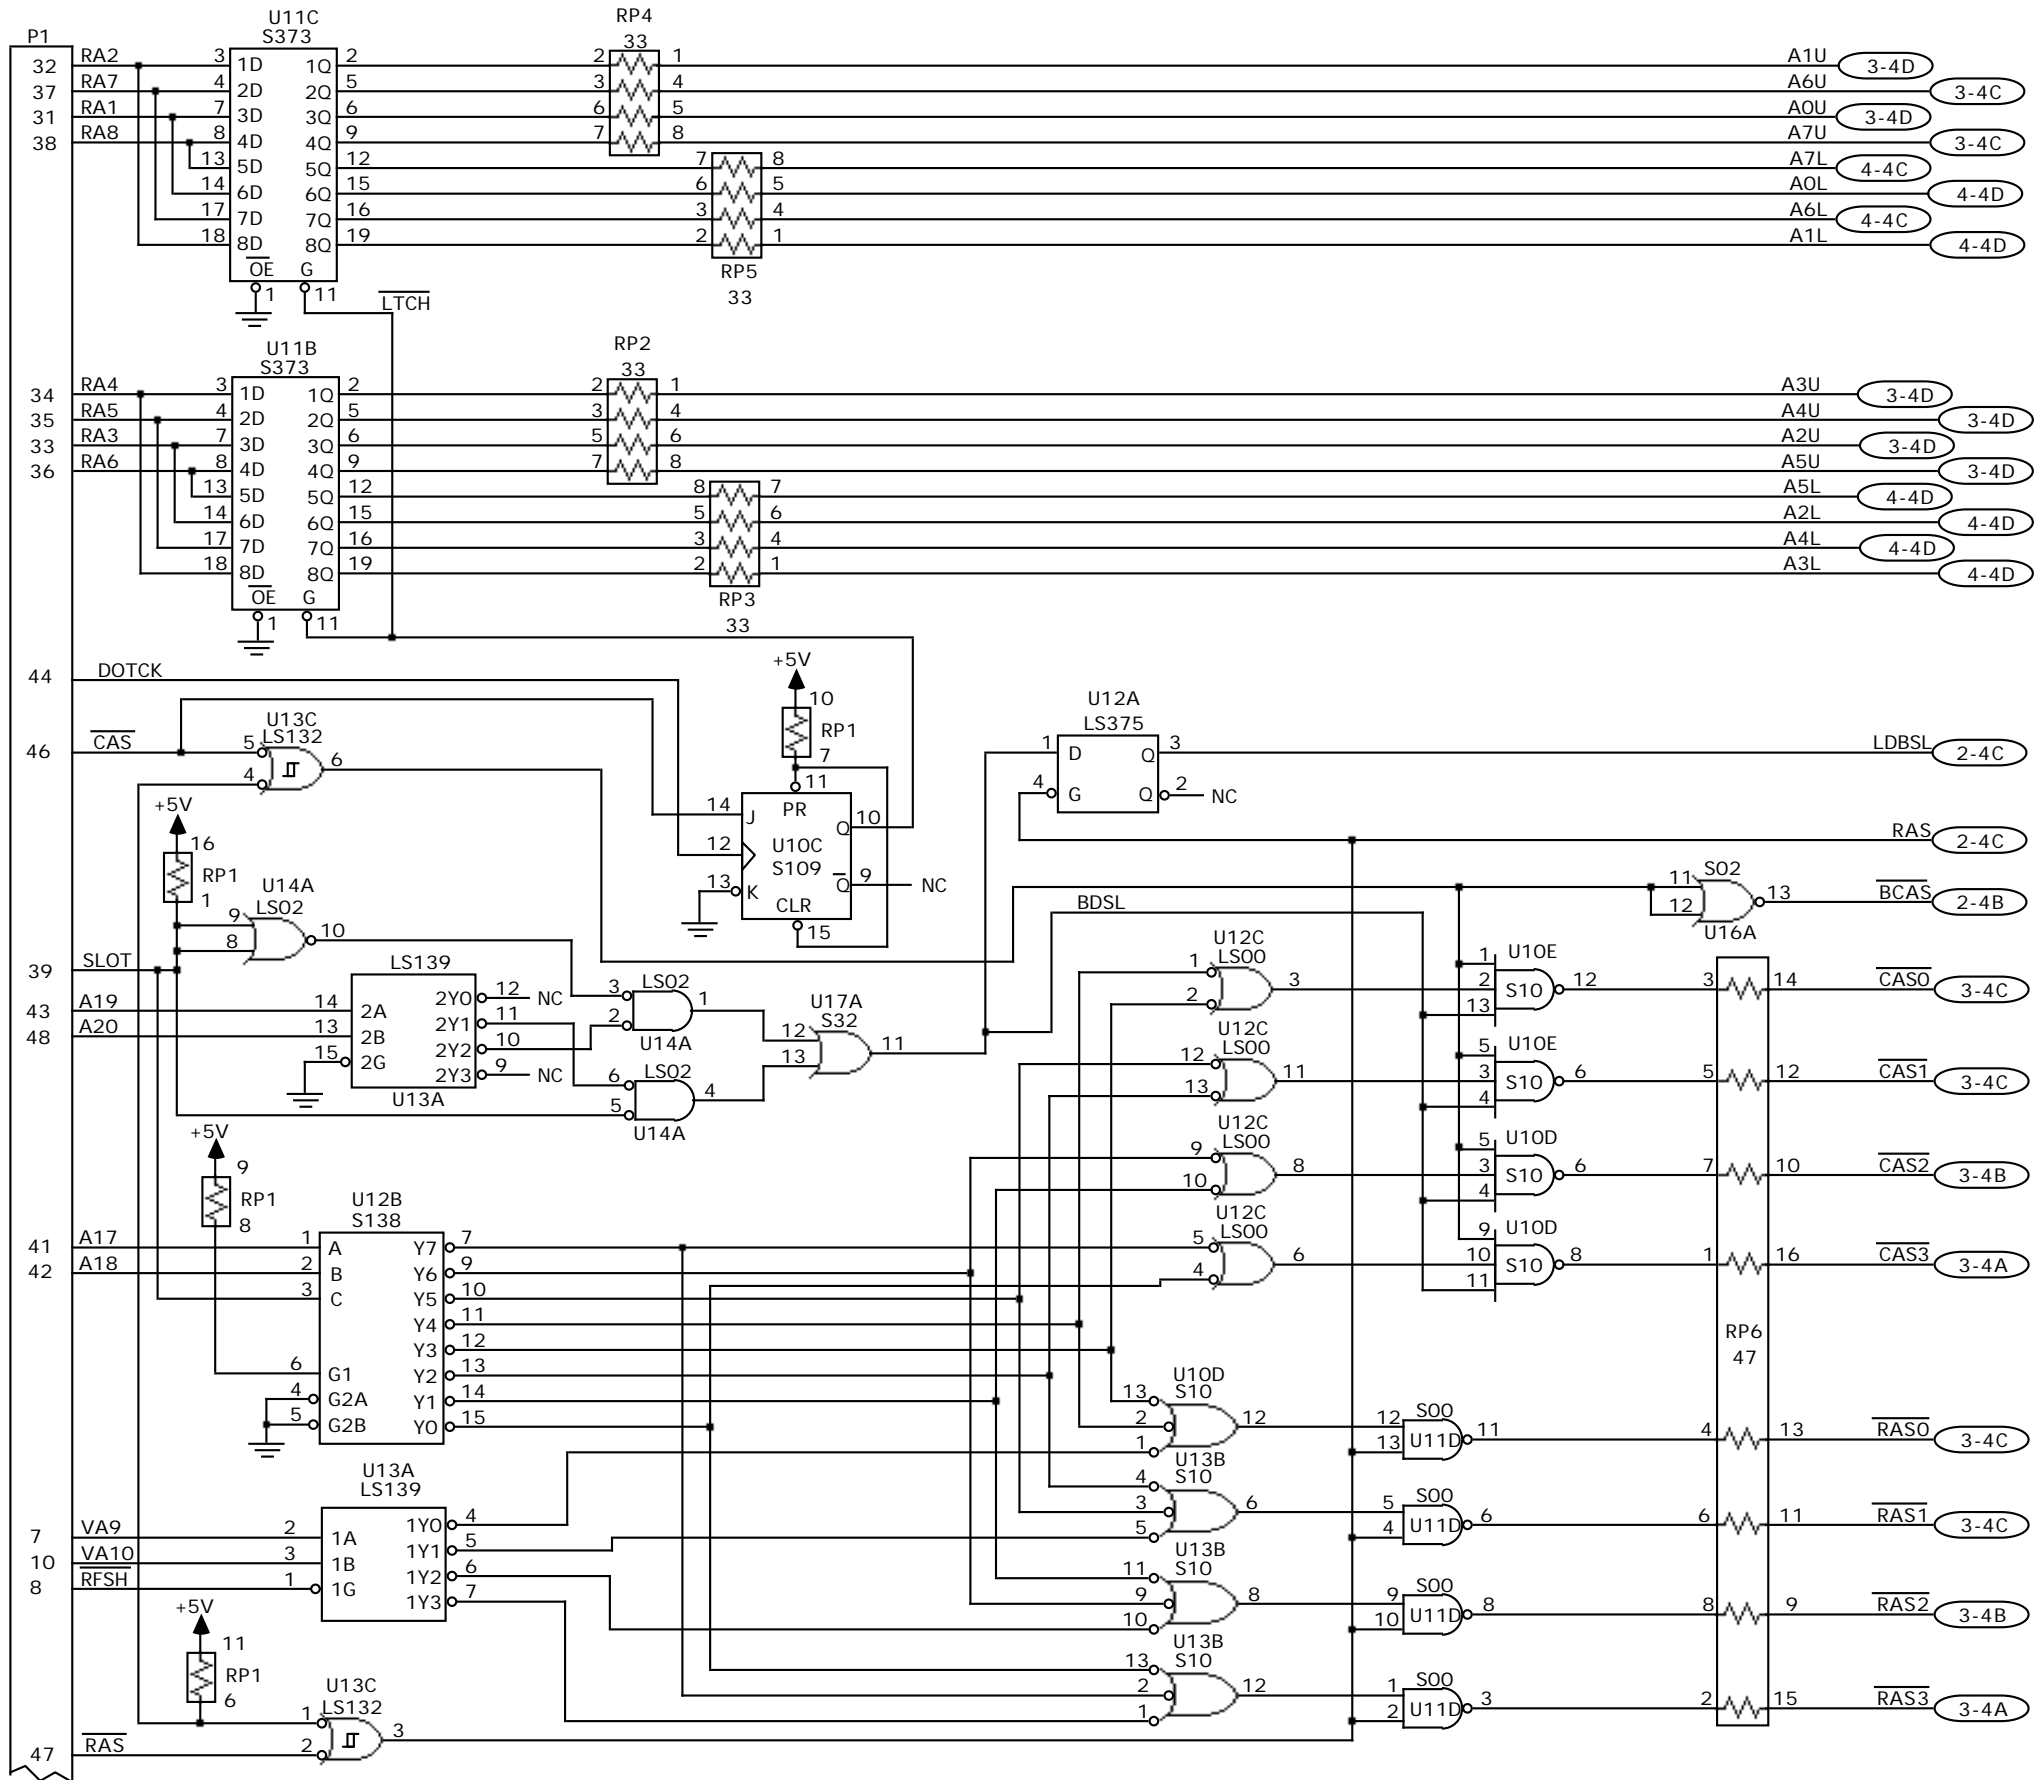 P1
U11C
S373
RP4
33
32 RA2 3 1D 1Q 2 2 1 A1U 3-4D
37 RA7 4 2D 2Q 5 3 4 A6U 3-4C
31 RA1 7 3D 3Q 6 6 5 A0U 3-4D
38 RA8 8 4D 4Q 9 7 8 A7U 3-4C
13 5D 5Q 12 7 8 A7L 4-4C
14 6D 6Q 15 6 5 A0L 4-4D
17 7D 7Q 16 3 4 A6L 4-4C
18 8D 8Q 19 2 1 A1L 4-4D
OE G
1 11
RP5
33
LTCH
U11B
S373
RP2
33
34 RA4 3 1D 1Q 2 2 1 A3U 3-4D
35 RA5 4 2D 2Q 5 3 4 A4U 3-4D
33 RA3 7 3D 3Q 6 5 6 A2U 3-4D
36 RA6 8 4D 4Q 9 7 8 A5U 3-4D
13 5D 5Q 12 8 7 A5L 4-4D
14 6D 6Q 15 5 6 A2L 4-4D
17 7D 7Q 16 3 4 A4L 4-4D
18 8D 8Q 19 2 1 A3L 4-4D
OE G
1 11
RP3
33
44 DOTCK
46 CAS
U13C
LS132
5 4 6
+5V
10
RP1
7
11
PR
14 J
12
13 K
U10C
S109
CLR
15
Q 10
Q 9 NC
U12A
LS375
1 D Q 3 LDBSL 2-4C
4 G Q 2 NC
RAS 2-4C
+5V
16
RP1
1
U14A
LS02
9
8
10
39 SLOT
BDSL
S02
11
12
13
U16A
BCAS 2-4B
LS139
43 A19 14 2A 2Y0 12 NC
48 A20 13 2B 2Y1 11
15 2G 2Y2 10
2Y3 9 NC
U13A
LS02
3
2
1
U14A
LS02
6
5
4
U14A
U17A
S32
12
13
11
U12C
LS00
1
2
3
U10E
S10
1
2
13
12
3 14 CAS0 3-4C
U12C
LS00
12
13
11
U10E
S10
5
3
4
6
5 12 CAS1 3-4C
U12C
LS00
9
10
8
U10D
S10
5
3
4
6
7 10 CAS2 3-4B
U12C
LS00
5
4
6
U10D
S10
9
10
11
8
1 16 CAS3 3-4A
RP6
47
+5V
9
RP1
8
U12B
S138
41 A17 1 A Y7 7
42 A18 2 B Y6 9
3 C Y5 10
Y4 11
Y3 12
6 G1 Y2 13
4 G2A Y1 14
5 G2B Y0 15
U10D
S10
13
2
1
12
S00
U11D
12
13
11
4 13 RAS0 3-4C
U13B
S10
4
3
5
6
S00
U11D
5
4
6
6 11 RAS1 3-4C
U13B
S10
11
9
10
8
S00
U11D
9
10
8
8 9 RAS2 3-4B
U13B
S10
13
2
1
12
S00
U11D
1
2
3
2 15 RAS3 3-4A
U13A
LS139
7 VA9 2 1A 1Y0 4
10 VA10 3 1B 1Y1 5
8 RFSH 1 1G 1Y2 6
1Y3 7
+5V
11
RP1
6
U13C
LS132
1
2
3
47 RAS